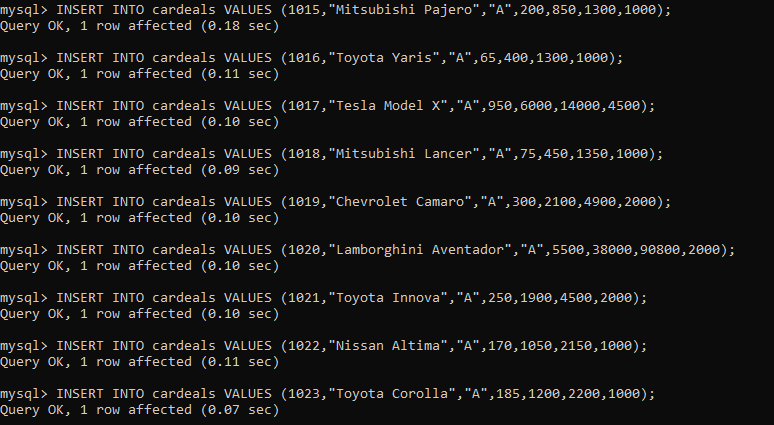 mysql> INSERT INTO cardeals VALUES (1015,"Mitsubishi Pajero","A",200,850,1300,1000);
Query OK, 1 row affected (0.18 sec)
mysql> INSERT INTO cardeals VALUES (1016,"Toyota Yaris","A",65,400,1300,1000);
Query OK, 1 row affected (0.11 sec)
mysql> INSERT INTO cardeals VALUES (1017,"Tesla Model X","A",950,6000,14000,4500);
Query OK, 1 row affected (0.10 sec)
mysql> INSERT INTO cardeals VALUES (1018,"Mitsubishi Lancer","A",75,450,1350,1000);
Query OK, 1 row affected (0.09 sec)
mysql> INSERT INTO cardeals VALUES (1019,"Chevrolet Camaro","A",300,2100,4900,2000);
Query OK, 1 row affected (0.10 sec)
mysql> INSERT INTO cardeals VALUES (1020,"Lamborghini Aventador","A",5500,38000,90800,2000);
Query OK, 1 row affected (0.10 sec)
mysql> INSERT INTO cardeals VALUES (1021,"Toyota Innova","A",250,1900,4500,2000);
Query OK, 1 row affected (0.10 sec)
mysql> INSERT INTO cardeals VALUES (1022,"Nissan Altima","A",170,1050,2150,1000);
Query OK, 1 row affected (0.11 sec)
mysql> INSERT INTO cardeals VALUES (1023,"Toyota Corolla","A",185,1200,2200,1000);
Query OK, 1 row affected (0.07 sec)